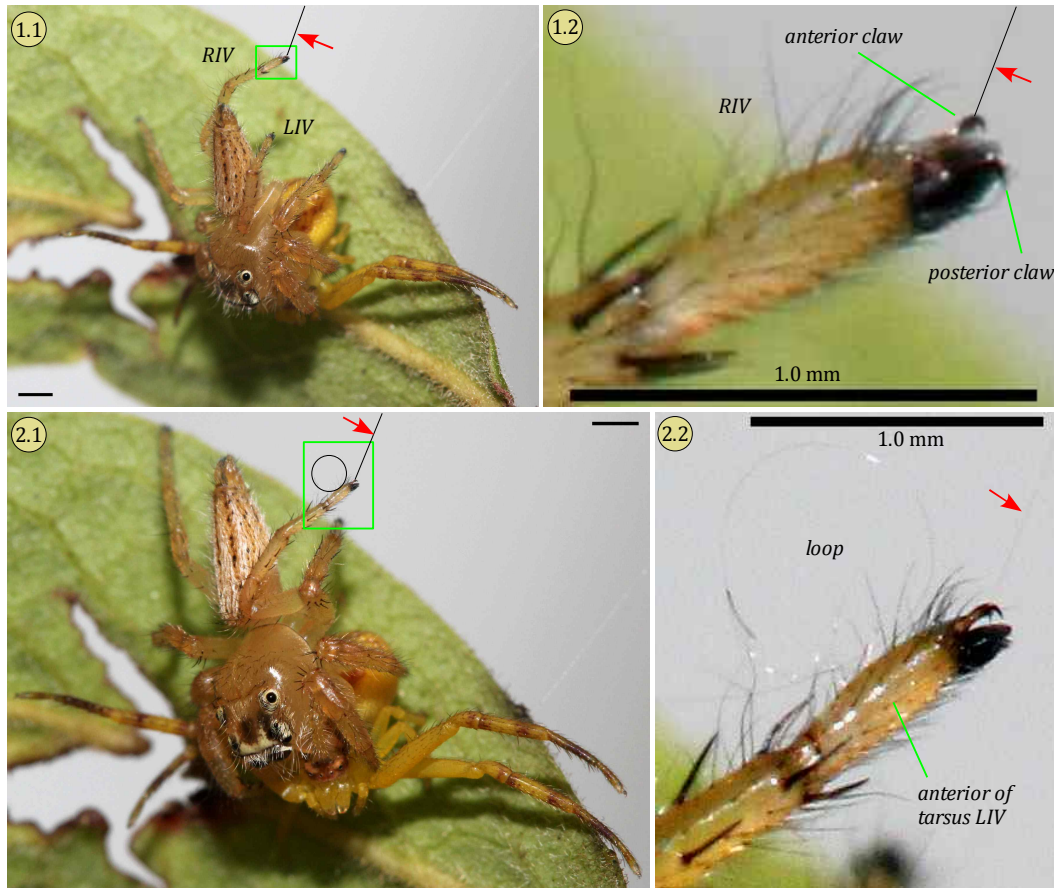 1.1
RIV
LIV
1.2
anterior claw
RIV
posterior claw
1.0 mm
2.1
2.2
1.0 mm
loop
anterior of
tarsus LIV